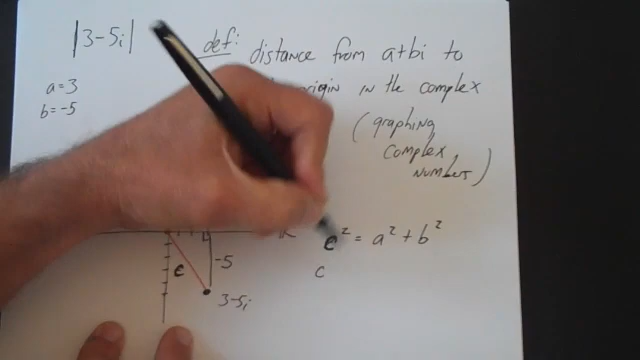 |3-5i|
def: distance from a+bi to
origin in the complex
a=3
b=-5
(graphing
complex
numbers)
c² = a² + b²
-5
c
c
3-5i